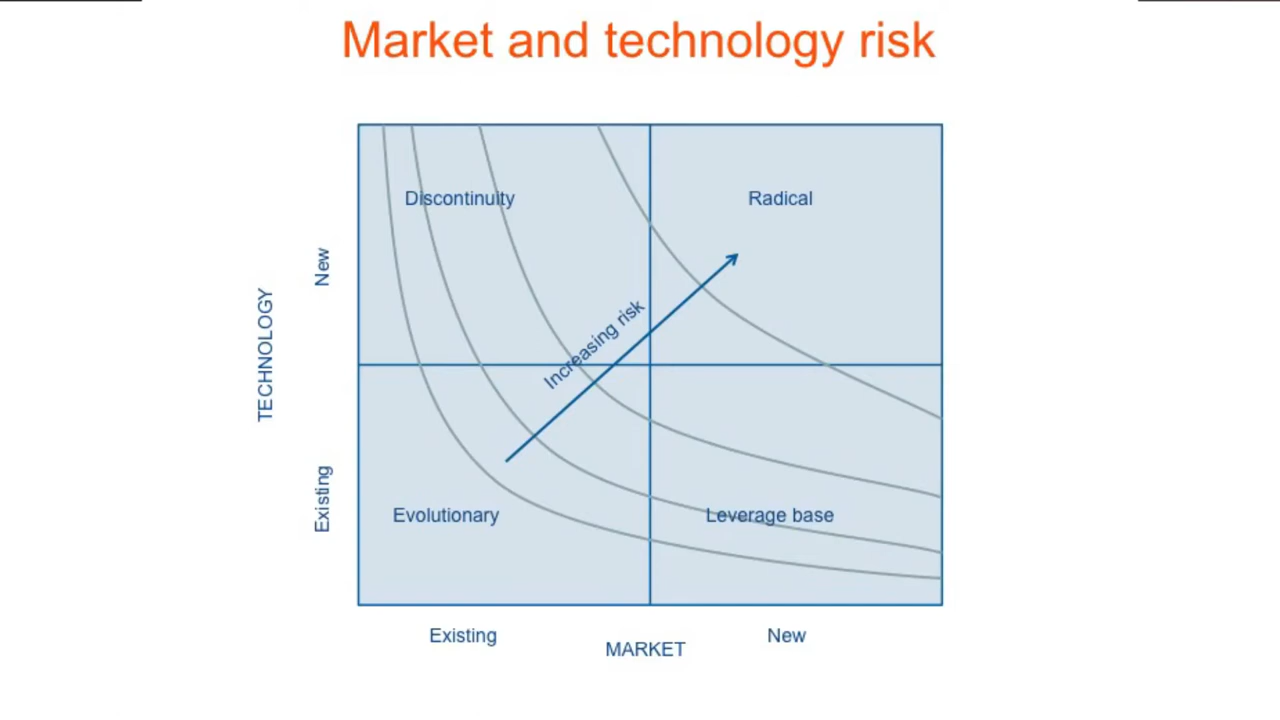 Market and technology risk
Discontinuity
Radical
New
Increasing risk
TECHNOLOGY
Existing
Evolutionary
Leverage base
Existing
New
MARKET